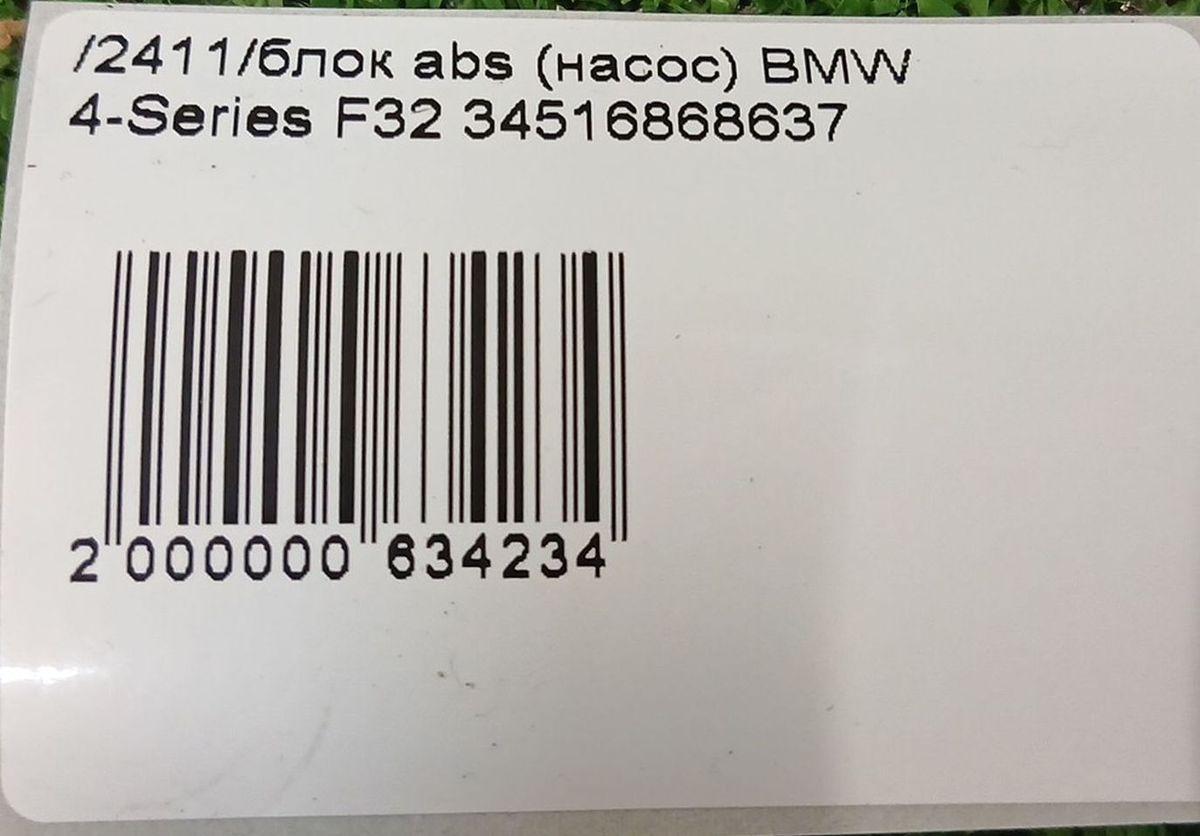 /2411/блок abs (насос) BMW
4-Series F32 34516868637
2 000000 634234